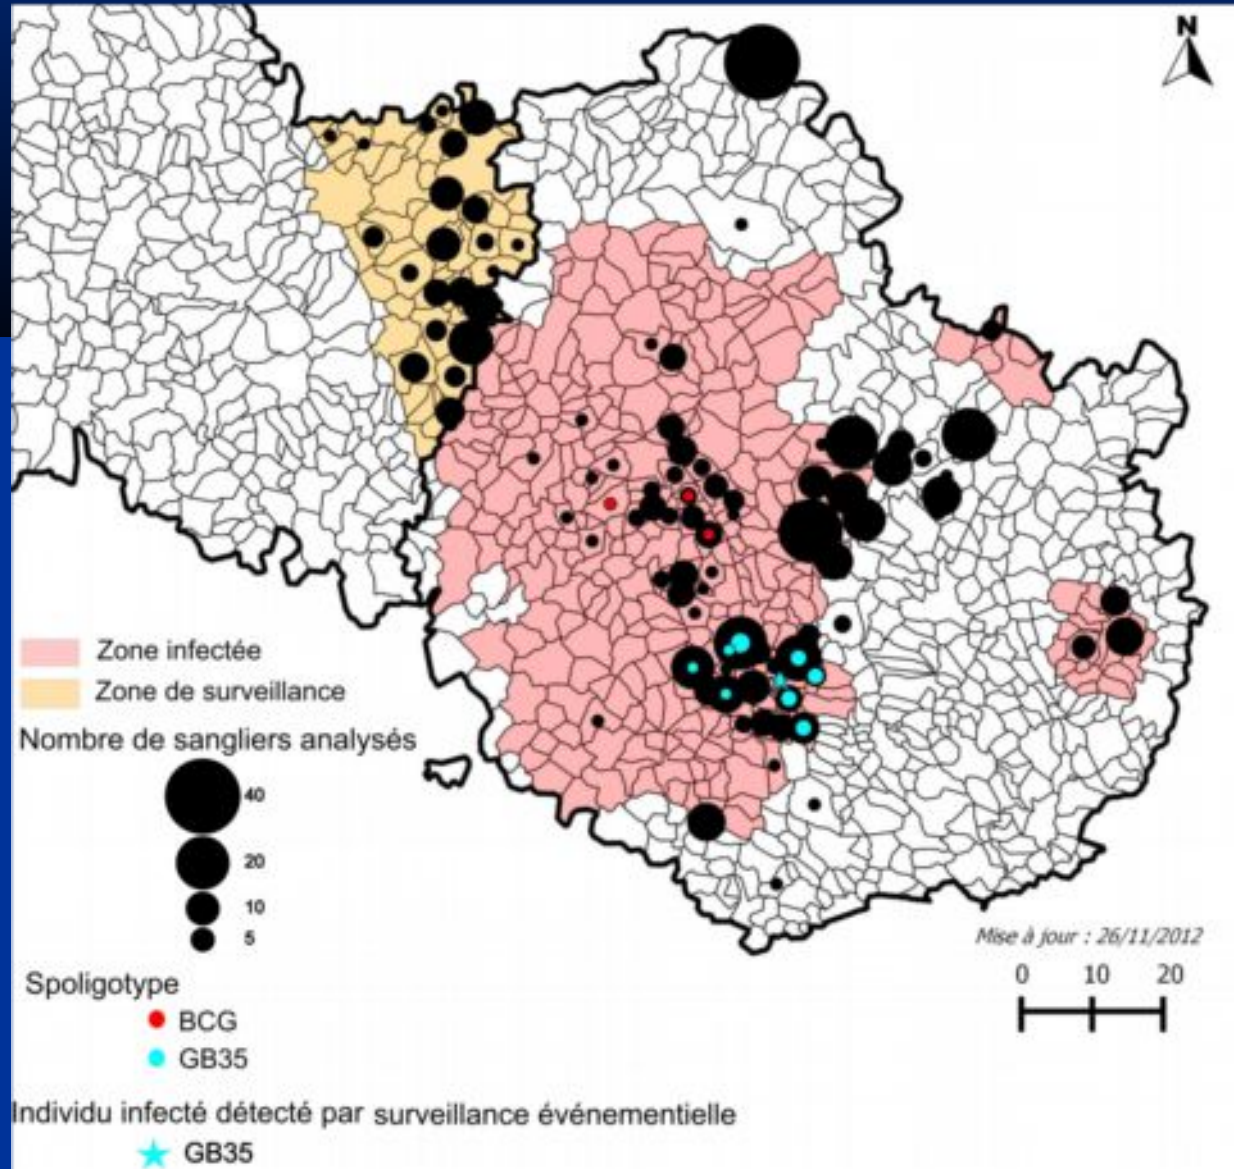 N
Zone infectée
Zone de surveillance
Nombre de sangliers analysés
40
20
10
5
Mise à jour : 26/11/2012
0 10 20
Spoligotype
BCG
GB35
Individu infecté détecté par surveillance événementielle
GB35